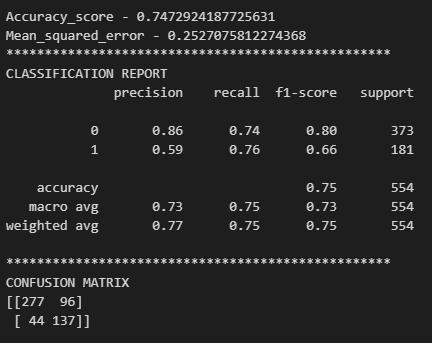 Accuracy_score - 0.7472924187725631
Mean_squared_error - 0.2527075812274368
**************************************************
CLASSIFICATION REPORT
              precision    recall  f1-score   support

           0       0.86      0.74      0.80       373
           1       0.59      0.76      0.66       181

    accuracy                           0.75       554
   macro avg       0.73      0.75      0.73       554
weighted avg       0.77      0.75      0.75       554

**************************************************
CONFUSION MATRIX
[[277  96]
 [ 44 137]]